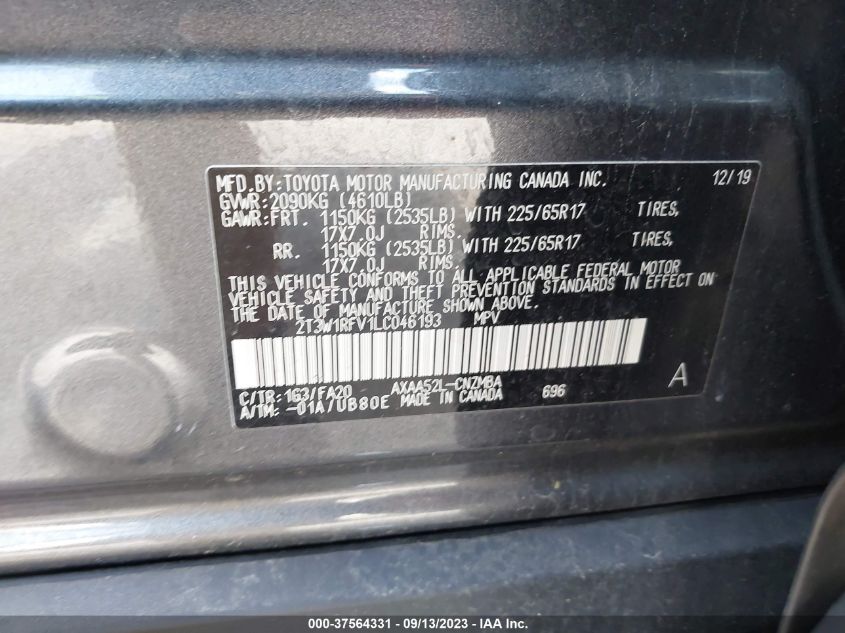 MFD.BY:TOYOTA MOTOR MANUFACTURING CANADA INC. 12/19
GVWR:2090KG (4610LB)
GAWR:FRT. 1150KG (2535LB) WITH 225/65R17 TIRES,
17X7.0J RIMS.
RR. 1150KG (2535LB) WITH 225/65R17 TIRES,
17X7.0J RIMS.
THIS VEHICLE CONFORMS TO ALL APPLICABLE FEDERAL MOTOR
VEHICLE SAFETY AND THEFT PREVENTION STANDARDS IN EFFECT ON
THE DATE OF MANUFACTURE SHOWN ABOVE.
2T3W1RFV1LC046193 MPV
C/TR:1G3/FA20 AXAA52L-CNZMBA 696 A
A/TM:-01A/UB80E MADE IN CANADA
000-37564331 - 09/13/2023 - IAA Inc.